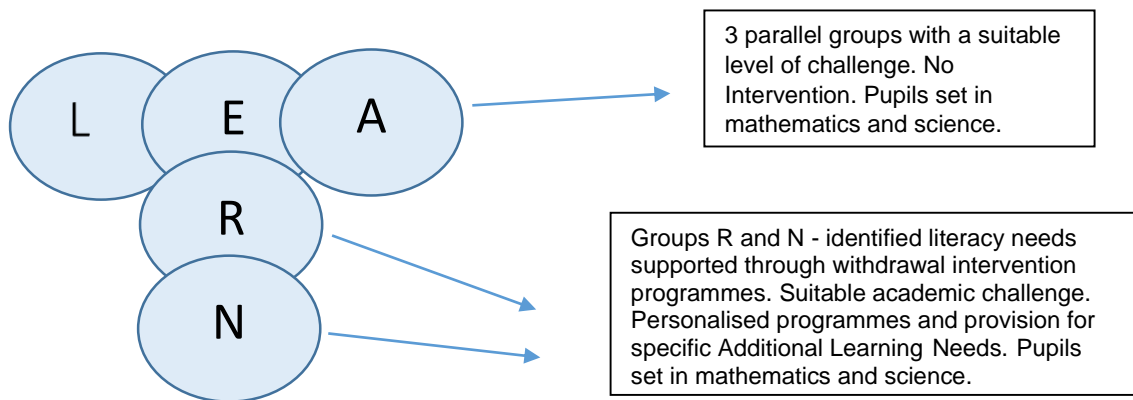 3 parallel groups with a suitable
level of challenge. No
Intervention. Pupils set in
mathematics and science.
L E A
R
N
Groups R and N - identified literacy needs
supported through withdrawal intervention
programmes. Suitable academic challenge.
Personalised programmes and provision for
specific Additional Learning Needs. Pupils
set in mathematics and science.